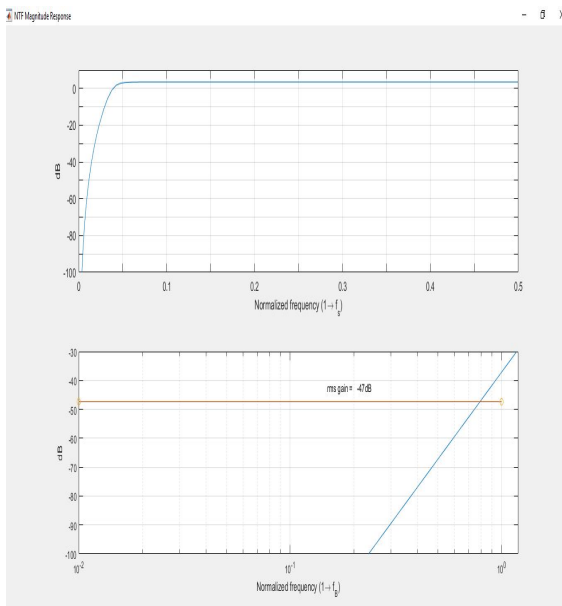 NTF Magnitude Response
0
-20
-40
-60
-80
-100
dB
0 0.1 0.2 0.3 0.4 0.5
Normalized frequency (1→f_s)
-30
-40
-50
-60
-70
-80
-90
-100
dB
rms gain = -47dB
10^-2 10^-1 10^0
Normalized frequency (1→f_B)